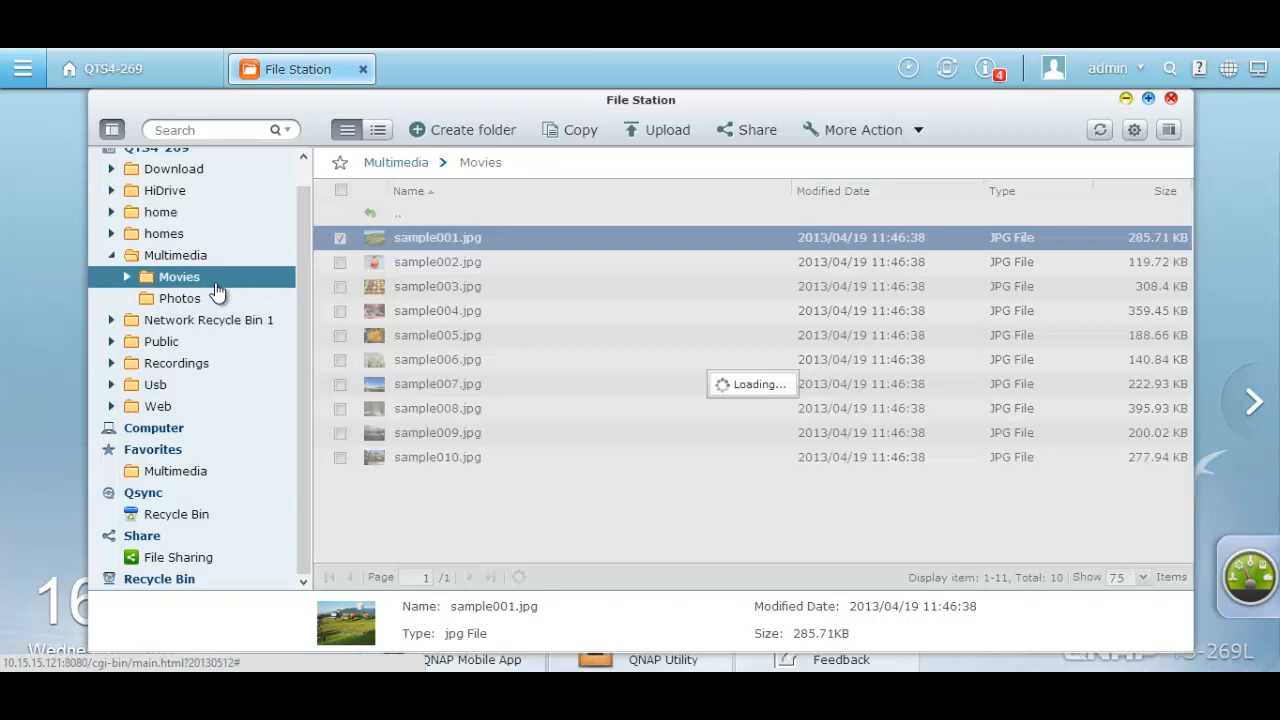 QTS4-269
File Station
4
admin
File Station
Search
Create folder
Copy
Upload
Share
More Action
QTS4-269
Download
HiDrive
home
homes
Multimedia
Movies
Photos
Network Recycle Bin 1
Public
Recordings
Usb
Web
Computer
Favorites
Multimedia
Qsync
Recycle Bin
Share
File Sharing
Recycle Bin
Multimedia Movies
Name Modified Date Type Size
..
sample001.jpg 2013/04/19 11:46:38 JPG File 285.71 KB
sample002.jpg 2013/04/19 11:46:38 JPG File 119.72 KB
sample003.jpg 2013/04/19 11:46:38 JPG File 308.4 KB
sample004.jpg 2013/04/19 11:46:38 JPG File 359.45 KB
sample005.jpg 2013/04/19 11:46:38 JPG File 188.66 KB
sample006.jpg 2013/04/19 11:46:38 JPG File 140.84 KB
sample007.jpg 2013/04/19 11:46:38 JPG File 222.93 KB
sample008.jpg 2013/04/19 11:46:38 JPG File 395.93 KB
sample009.jpg 2013/04/19 11:46:38 JPG File 200.02 KB
sample010.jpg 2013/04/19 11:46:38 JPG File 277.94 KB
Loading...
Page 1 /1
Display item: 1-11, Total: 10 Show 75 Items
Name: sample001.jpg Modified Date: 2013/04/19 11:46:38
Type: jpg File Size: 285.71KB
16
10.15.15.121:8080/cgi-bin/main.html?20130512#
QNAP Mobile App
QNAP Utility
Feedback
QNAP